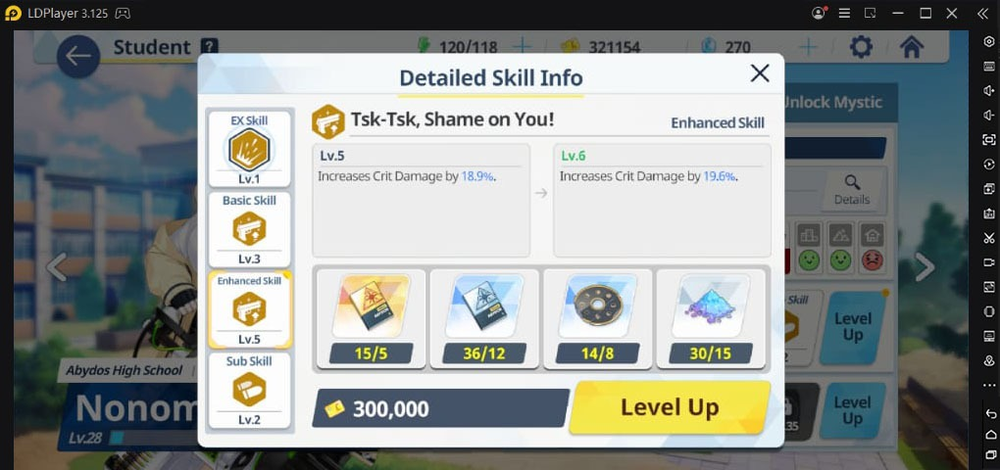 LDPlayer 3.125
Student ?
120/118
321154
270
Detailed Skill Info
Unlock Mystic
EX Skill
Lv.1
Basic Skill
Lv.3
Enhanced Skill
Lv.5
Sub Skill
Lv.2
Tsk-Tsk, Shame on You!
Enhanced Skill
Lv.5
Increases Crit Damage by 18.9%.
Lv.6
Increases Crit Damage by 19.6%.
15/5
36/12
14/8
30/15
300,000
Level Up
Details
Skill
Level
Up
Level
Up
Abydos High School
Nonom
Lv.28